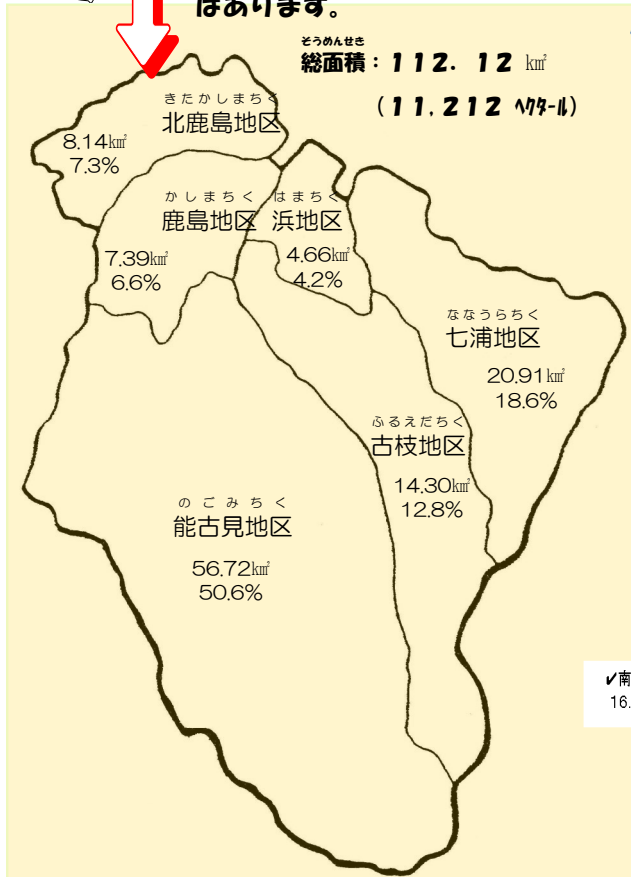 はあります。
そうめんせき
総面積：112．12 k㎡
（11,212 ﾍｸﾀｰﾙ）
きたかしまちく
北鹿島地区
8.14k㎡
7.3%
かしまちく
鹿島地区
7.39k㎡
6.6%
はまちく
浜地区
4.66k㎡
4.2%
ななうらちく
七浦地区
20.91k㎡
18.6%
ふるえだちく
古枝地区
14.30k㎡
12.8%
のごみちく
能古見地区
56.72k㎡
50.6%
✔南
16.